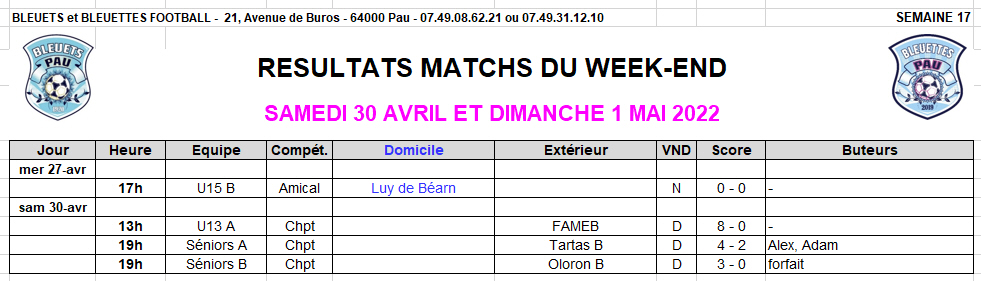 BLEUETS et BLEUETTES FOOTBALL - 21, Avenue de Buros - 64000 Pau - 07.49.08.62.21 ou 07.49.31.12.10 SEMAINE 17
BLEUETS
PAU
BLEUETTES
PAU
2019
RESULTATS MATCHS DU WEEK-END
SAMEDI 30 AVRIL ET DIMANCHE 1 MAI 2022
Jour Heure Equipe Compét. Domicile Extérieur VND Score Buteurs
mer 27-avr
17h U15 B Amical Luy de Béarn N 0 - 0 -
sam 30-avr
13h U13 A Chpt FAMEB D 8 - 0 -
19h Séniors A Chpt Tartas B D 4 - 2 Alex, Adam
19h Séniors B Chpt Oloron B D 3 - 0 forfait